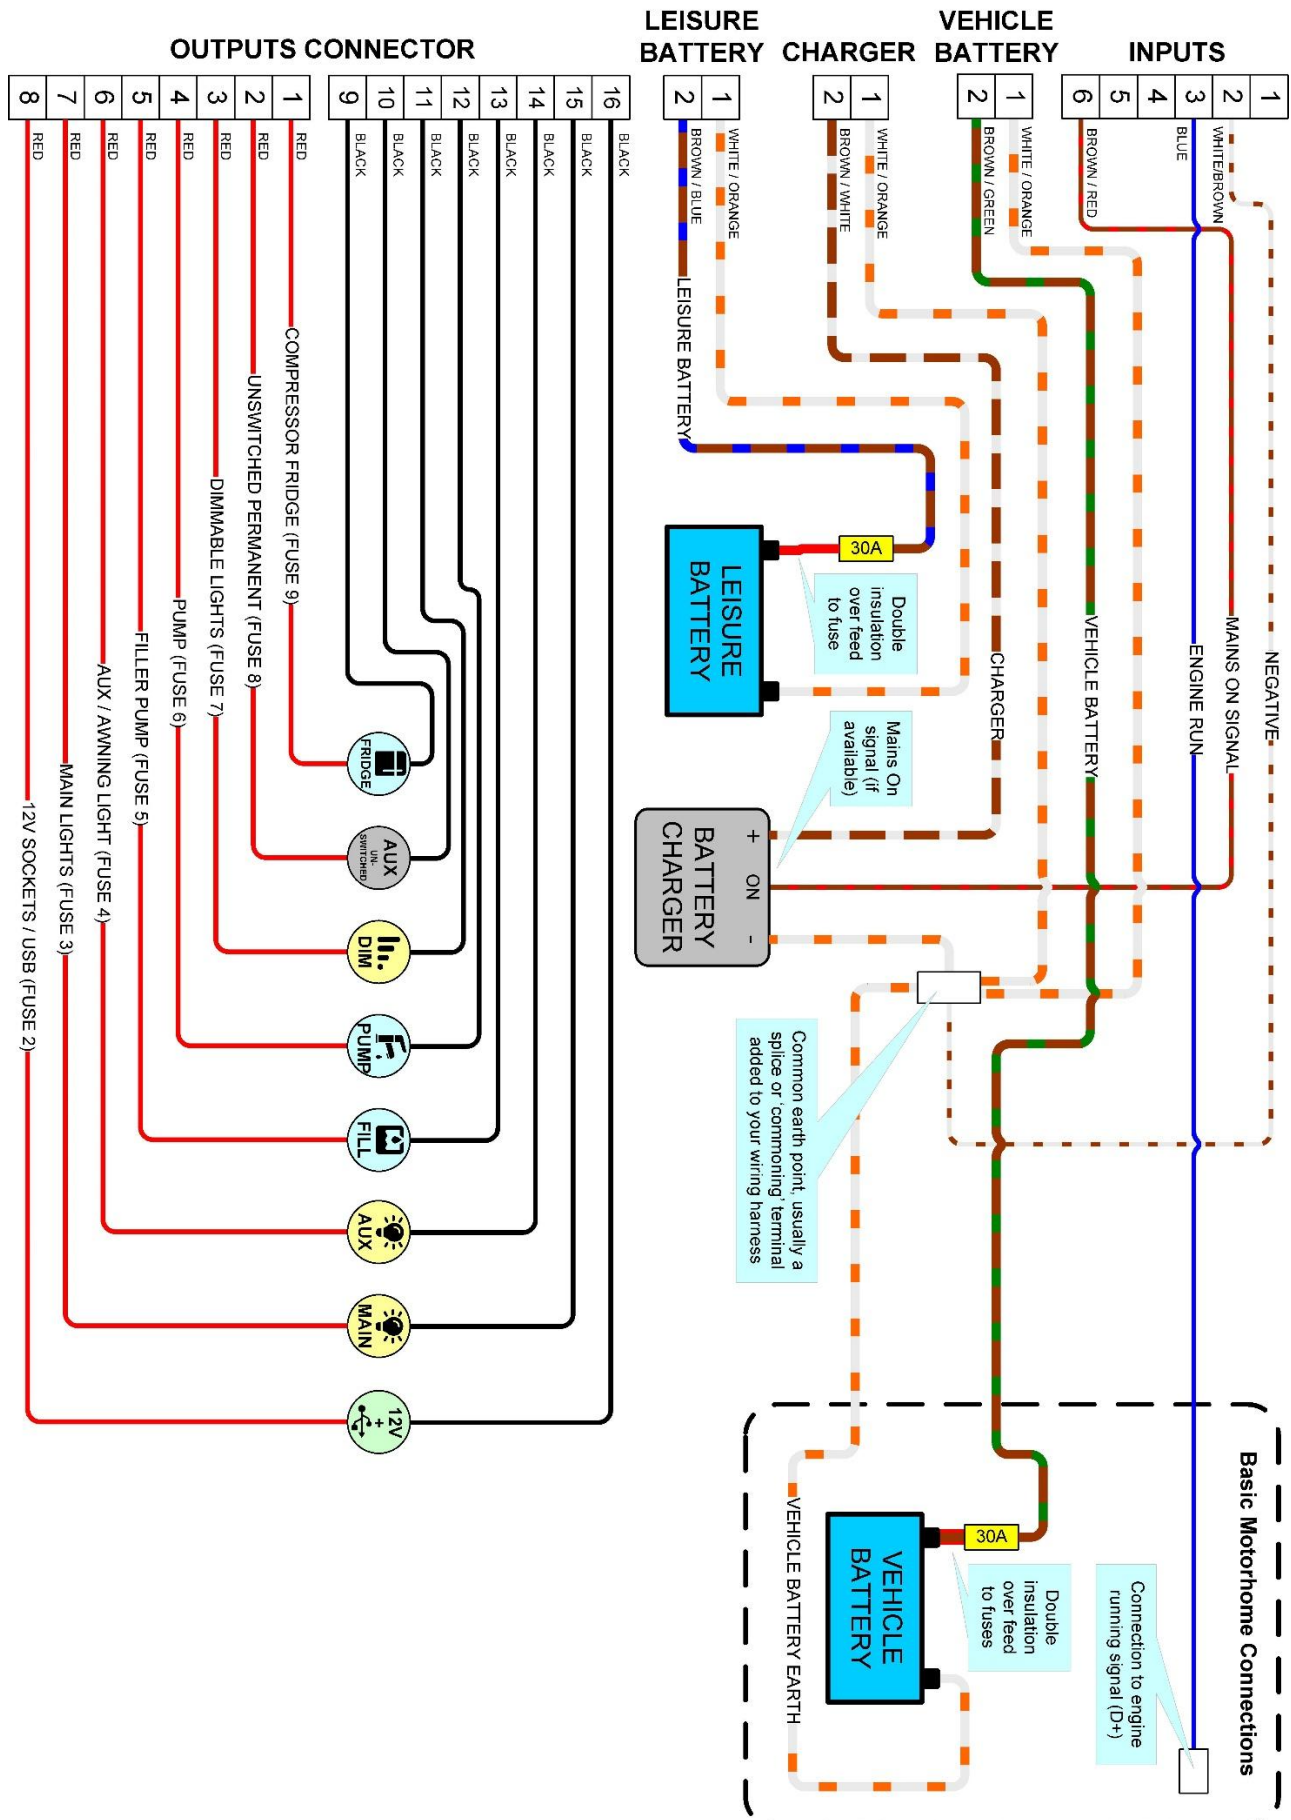 OUTPUTS CONNECTOR
LEISURE
BATTERY
CHARGER
VEHICLE
BATTERY
INPUTS
8
7
6
5
4
3
2
1
9
10
11
12
13
14
15
16
2
1
2
1
2
1
6
5
4
3
2
1
RED
RED
RED
RED
RED
RED
RED
RED
BLACK
BLACK
BLACK
BLACK
BLACK
BLACK
BLACK
BLACK
BROWN / BLUE
WHITE / ORANGE
BROWN / WHITE
WHITE / ORANGE
BROWN / GREEN
WHITE / ORANGE
BROWN / RED
BLUE
WHITE/BROWN
COMPRESSOR FRIDGE (FUSE 9)
UNSWITCHED PERMANENT (FUSE 8)
DIMMABLE LIGHTS (FUSE 7)
PUMP (FUSE 6)
FILLER PUMP (FUSE 5)
AUX / AWNING LIGHT (FUSE 4)
MAIN LIGHTS (FUSE 3)
12V SOCKETS / USB (FUSE 2)
FRIDGE
AUX
UN-
SWITCHED
DIM
PUMP
FILL
AUX
MAIN
12V
+
LEISURE BATTERY
CHARGER
VEHICLE BATTERY
ENGINE RUN
MAINS ON SIGNAL
NEGATIVE
30A
Double
insulation
over feed
to fuse
LEISURE
BATTERY
Mains On
signal (if
available)
+
ON
-
BATTERY
CHARGER
Common earth point, usually a
splice or 'commoning' terminal
added to your wiring harness
Basic Motorhome Connections
Connection to engine
running signal (D+)
30A
Double
insulation
over feed
to fuses
VEHICLE
BATTERY
VEHICLE BATTERY EARTH